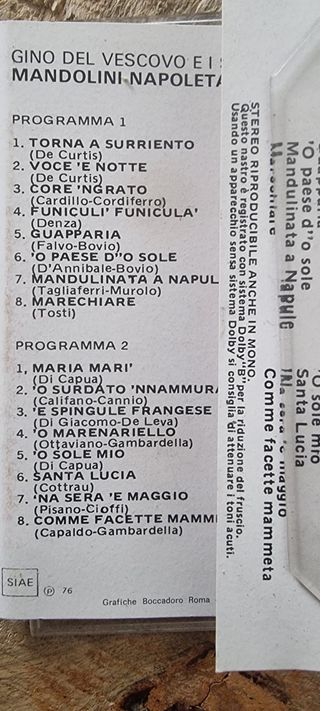 GINO DEL VESCOVO E I
MANDOLINI NAPOLETA
PROGRAMMA 1
1. TORNA A SURRIENTO
(De Curtis)
2. VOCE 'E NOTTE
(De Curtis)
3. CORE 'NGRATO
(Cardillo-Cordiferro)
4. FUNICULI' FUNICULA'
(Denza)
5. GUAPPARIA
(Falvo-Bovio)
6. 'O PAESE D''O SOLE
(D'Annibale-Bovio)
7. MANDULINATA A NAPUL
(Tagliaferri-Murolo)
8. MARECHIARE
(Tosti)
PROGRAMMA 2
1. MARIA MARI'
(Di Capua)
2. 'O SURDATO 'NNAMMURA
(Califano-Cannio)
3. 'E SPINGULE FRANGESE
(Di Giacomo-De Leva)
4. 'O MARENARIELLO
(Ottaviano-Gambardella)
5. 'O SOLE MIO
(Di Capua)
6. SANTA LUCIA
(Cottrau)
7. 'NA SERA 'E MAGGIO
(Pisano-Cioffi)
8. COMME FACETTE MAMM
(Capaldo-Gambardella)
SIAE
℗ 76
Grafiche Boccadoro Roma
STEREO RIPRODUCIBILE ANCHE IN MONO.
Questo nastro è registrato con sistema Dolby "B" per la riduzione del fruscio.
Usando un apparecchio senza sistema Dolby si consiglia di attenuare i toni acuti.
'O paese d''o sole
Mandulinata a Napule
Marechiare
'O sole mio
Santa Lucia
'Na sera 'e maggio
Comme facette mammeta